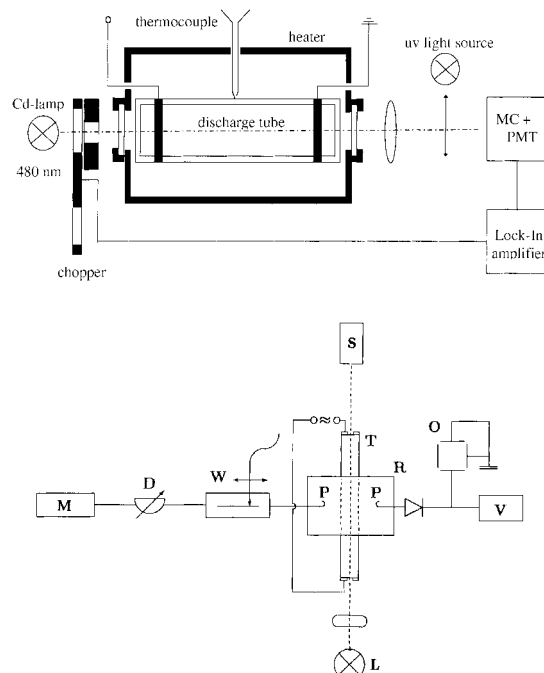 thermocouple
heater
uv light source
Cd-lamp
discharge tube
MC +
PMT
480 nm
Lock-In
amplifier
chopper
S
T
O
D
W
R
P
P
M
V
L